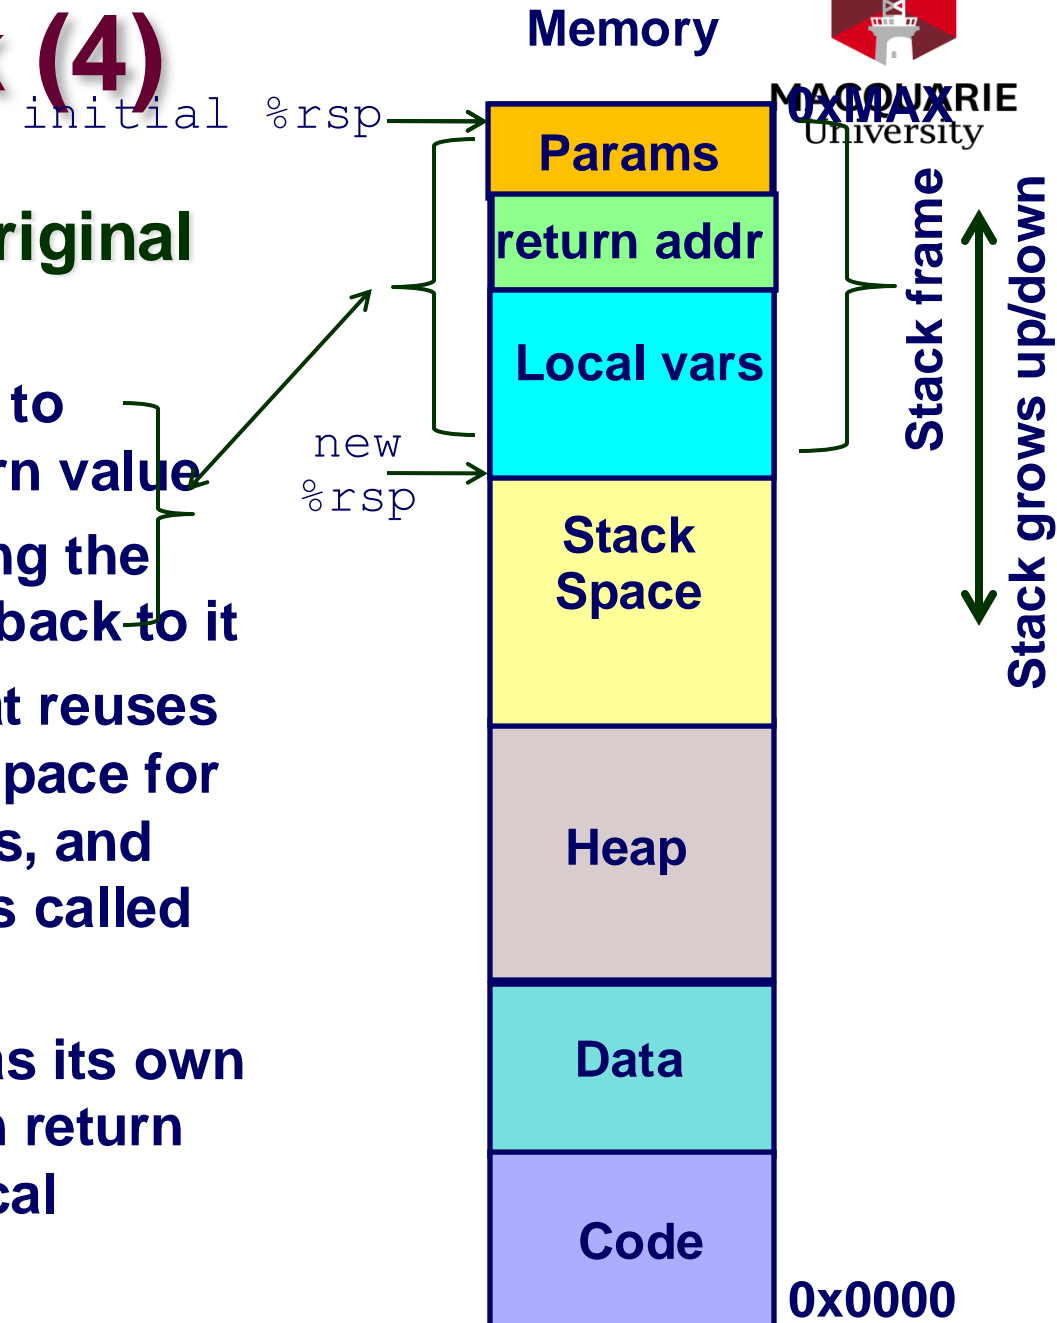 (4)
Memory
MACQUARIE
University
initial %rsp
0xMAX
Params
return addr
Local vars
new
%rsp
Stack
Space
Heap
Data
Code
0x0000
Stack frame
Stack grows up/down
riginal
to
rn value
ng the
back to it
at reuses
pace for
s, and
s called
as its own
n return
cal